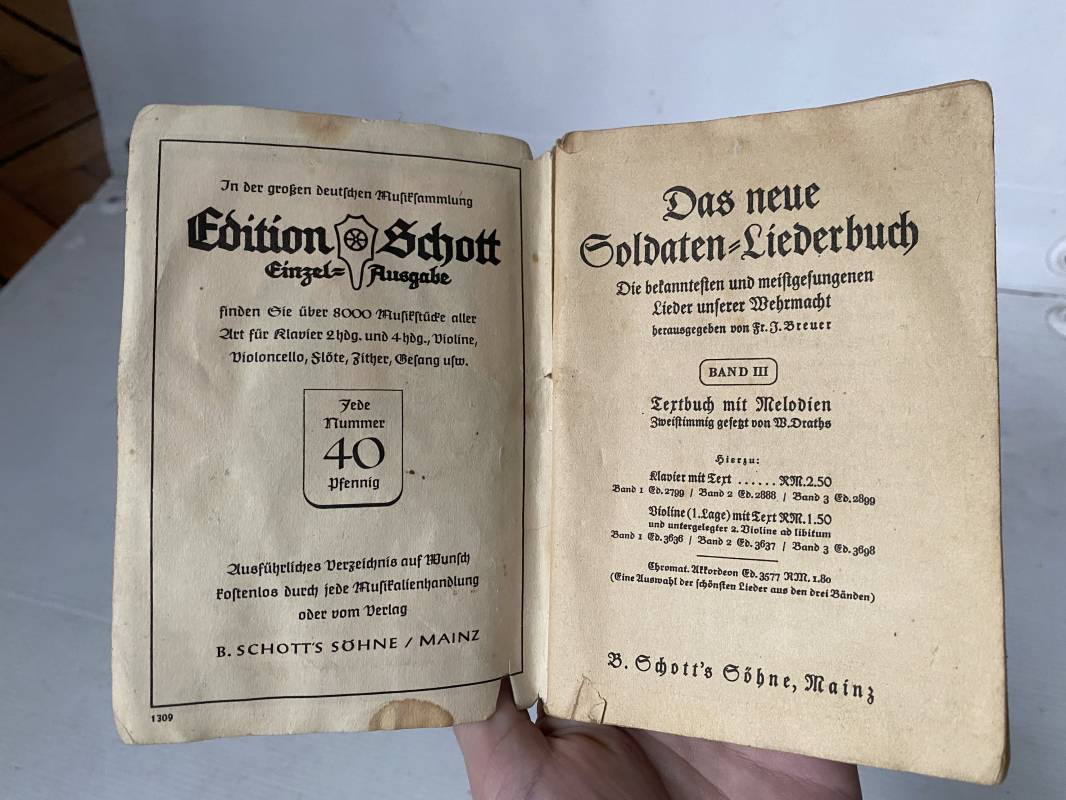 In der großen deutschen Musiksammlung
Edition Schott
Einzel-Ausgabe
finden Sie über 8000 Musikstücke aller
Art für Klavier 2hdg. und 4hdg., Violine,
Violoncello, Flöte, Zither, Gesang usw.
Jede
Nummer
40
Pfennig
Ausführliches Verzeichnis auf Wunsch
kostenlos durch jede Musikalienhandlung
oder vom Verlag
B. SCHOTT'S SÖHNE / MAINZ
1309
Das neue
Soldaten-Liederbuch
Die bekanntesten und meistgesungenen
Lieder unserer Wehrmacht
herausgegeben von Fr. J. Breuer
BAND III
Textbuch mit Melodien
Zweistimmig gesetzt von W. Draths
Hierzu:
Klavier mit Text ...... RM. 2.50
Band 1 Ed. 2799 / Band 2 Ed. 2888 / Band 3 Ed. 2899
Violine (1. Lage) mit Text RM. 1.50
und untergelegter 2. Violine ad libitum
Band 1 Ed. 3636 / Band 2 Ed. 3637 / Band 3 Ed. 3698
Chromat. Akkordeon Ed. 3577 RM. 1.80
(Eine Auswahl der schönsten Lieder aus den drei Bänden)
B. Schott's Söhne, Mainz